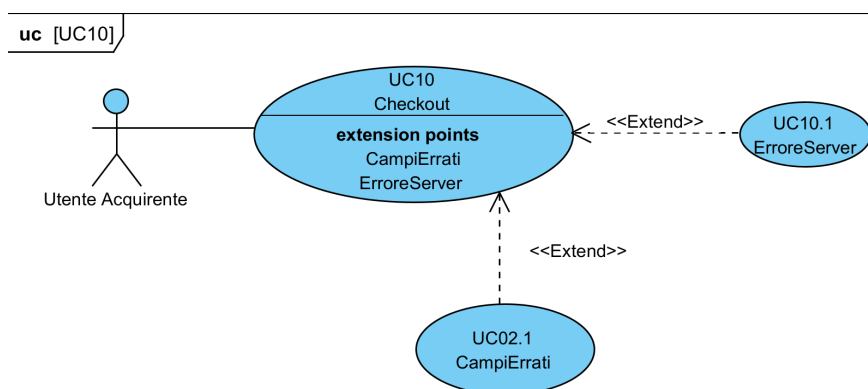 uc [UC10]
UC10
Checkout
extension points
CampiErrati
ErroreServer
Utente Acquirente
<<Extend>>
UC10.1
ErroreServer
<<Extend>>
UC02.1
CampiErrati